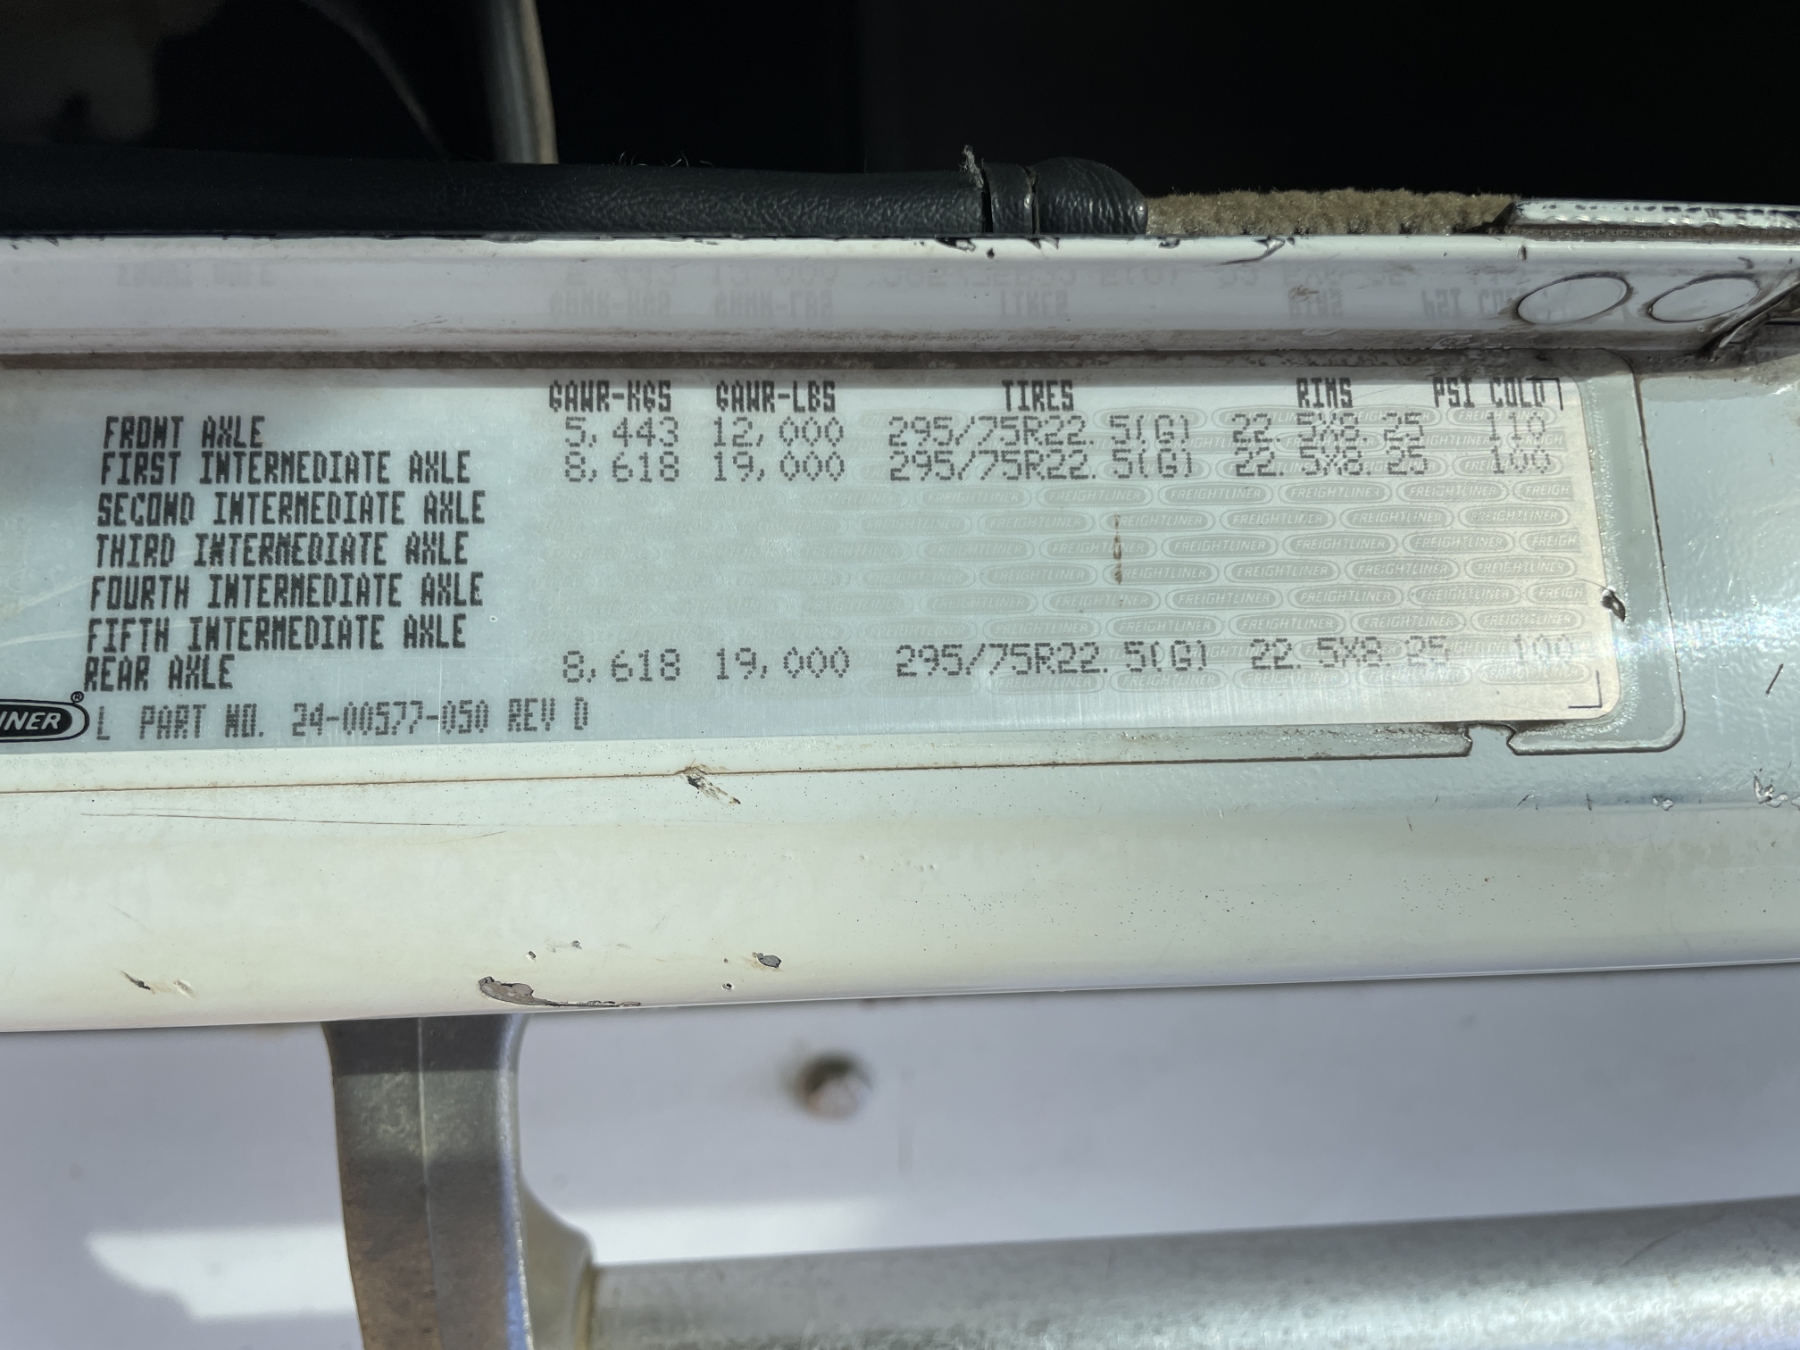 GAWR-KGS GAWR-LBS TIRES RIMS PSI COLD
FRONT AXLE 5,443 12,000 295/75R22.5(G) 22.5X8.25 110
FIRST INTERMEDIATE AXLE 8,618 19,000 295/75R22.5(G) 22.5X8.25 100
SECOND INTERMEDIATE AXLE
THIRD INTERMEDIATE AXLE
FOURTH INTERMEDIATE AXLE
FIFTH INTERMEDIATE AXLE
REAR AXLE 8,618 19,000 295/75R22.5(G) 22.5X8.25 100
LINER® L PART NO. 24-00577-050 REV D